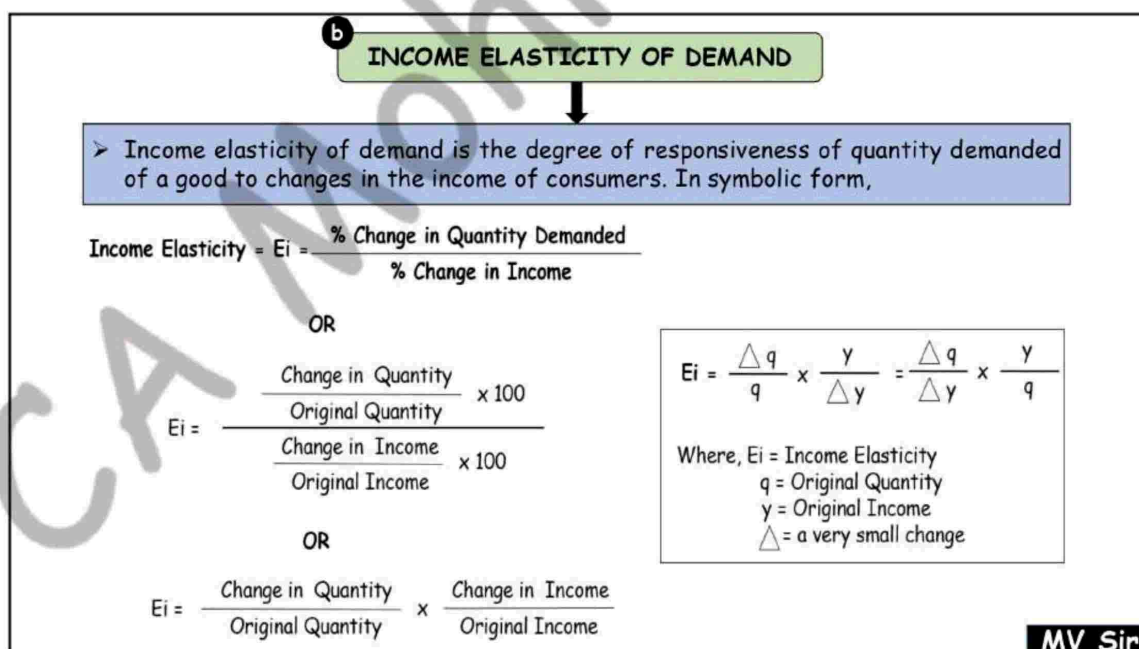 b
INCOME ELASTICITY OF DEMAND
➤ Income elasticity of demand is the degree of responsiveness of quantity demanded
of a good to changes in the income of consumers. In symbolic form,
Income Elasticity = Ei = % Change in Quantity Demanded
% Change in Income
OR
Ei = Change in Quantity
Original Quantity x 100
Change in Income
Original Income x 100
OR
Ei = Change in Quantity x Change in Income
Original Quantity Original Income
Ei = △q x y = △q x y
q △y △y q
Where, Ei = Income Elasticity
q = Original Quantity
y = Original Income
△ = a very small change
MV Sir
CA Moh